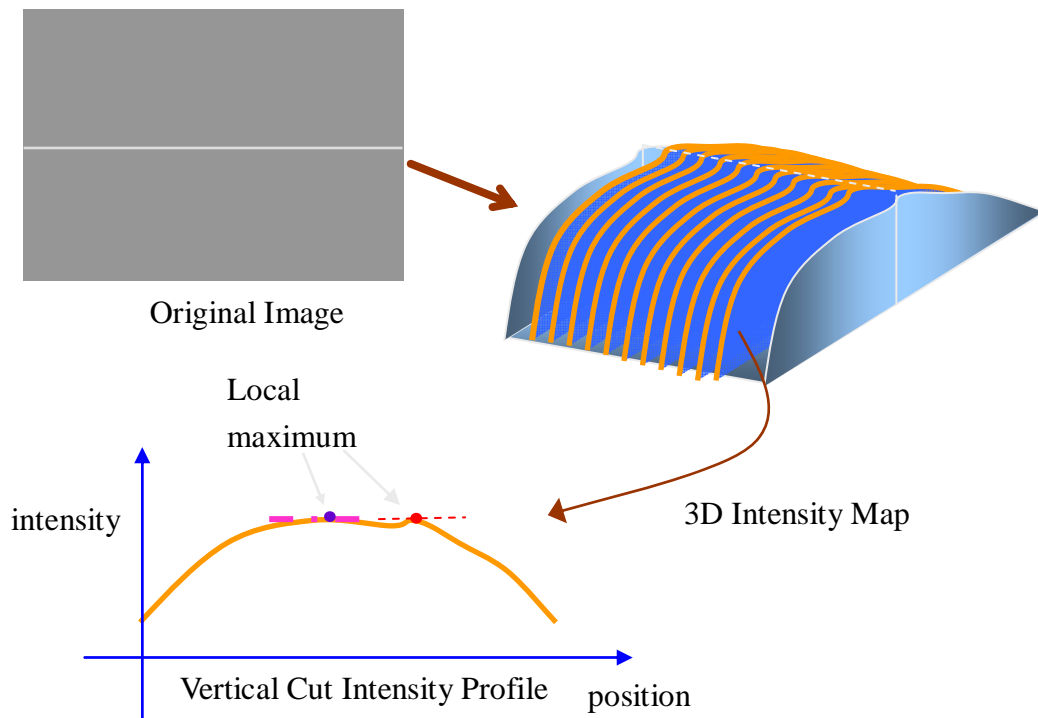 Original Image
Local
maximum
intensity
3D Intensity Map
Vertical Cut Intensity Profile
position